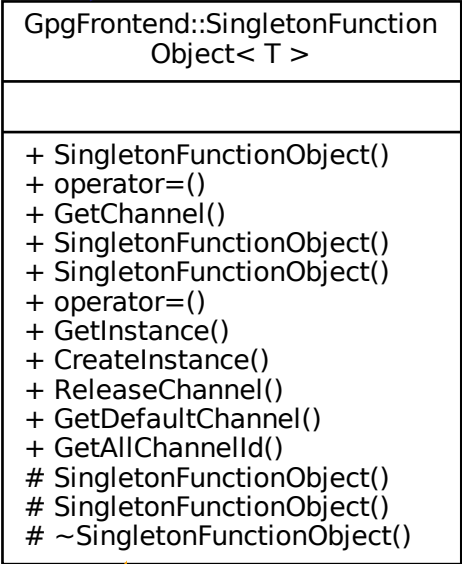 GpgFrontend::SingletonFunction
Object< T >
+ SingletonFunctionObject()
+ operator=()
+ GetChannel()
+ SingletonFunctionObject()
+ SingletonFunctionObject()
+ operator=()
+ GetInstance()
+ CreateInstance()
+ ReleaseChannel()
+ GetDefaultChannel()
+ GetAllChannelId()
# SingletonFunctionObject()
# SingletonFunctionObject()
# ~SingletonFunctionObject()